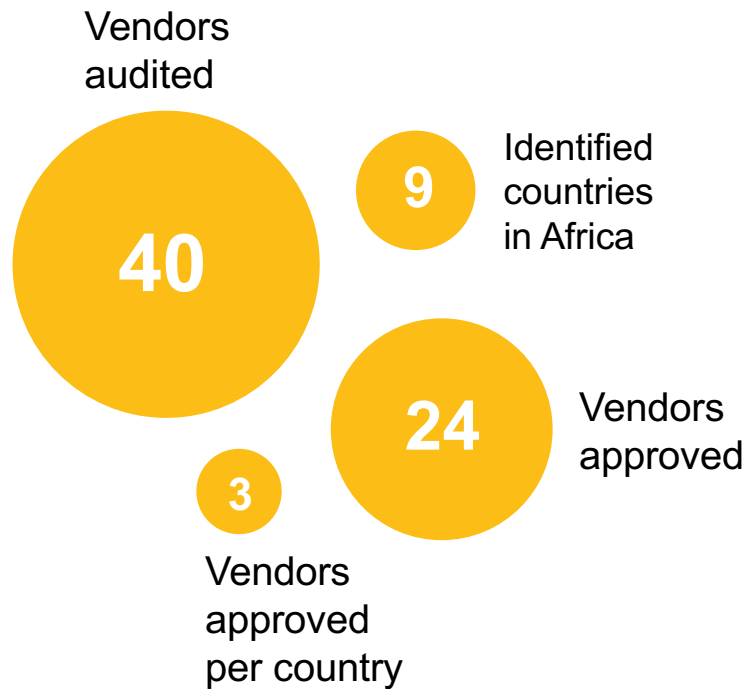 Vendors
audited
40
9
Identified
countries
in Africa
24
Vendors
approved
3
Vendors
approved
per country